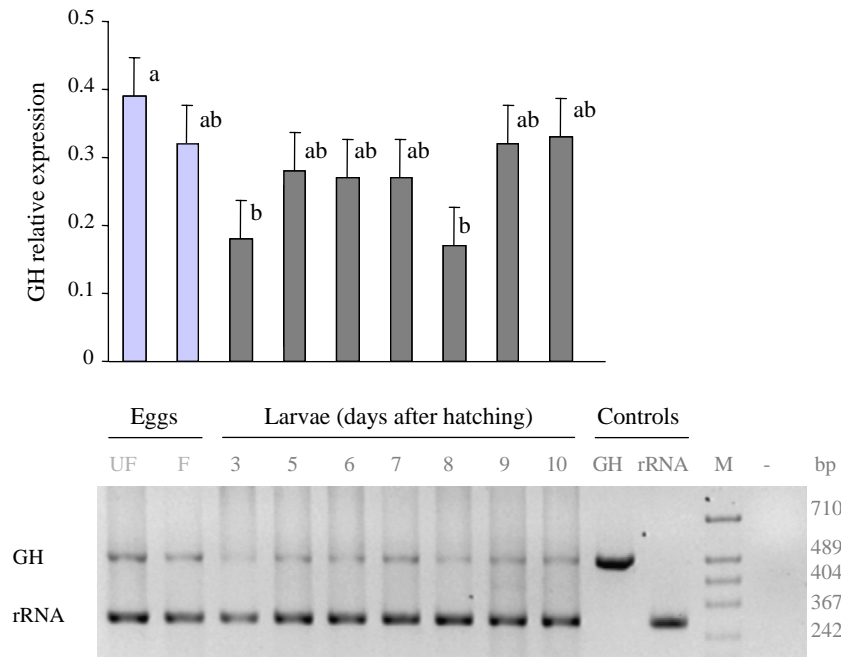 0.5
0.4
0.3
0.2
0.1
0
GH relative expression
a
ab
b
ab
ab
ab
b
ab
ab
Eggs Larvae (days after hatching) Controls
UF F 3 5 6 7 8 9 10 GH rRNA M - bp
710
GH 489
404
367
rRNA 242